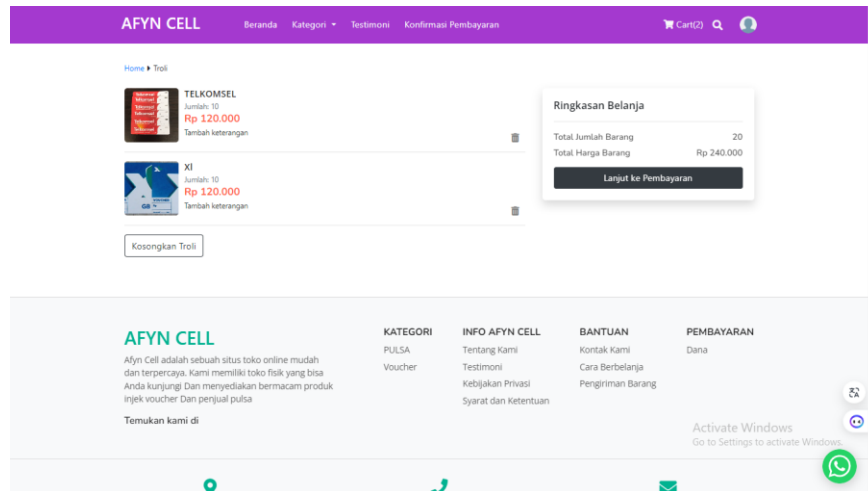 AFYN CELL
Beranda Kategori Testimoni Konfirmasi Pembayaran Cart(2)
Home Troli
TELKOMSEL
Jumlah: 10
Rp 120.000
Tambah keterangan
Xl
Jumlah: 10
Rp 120.000
Tambah keterangan
Kosongkan Troli
Ringkasan Belanja
Total Jumlah Barang 20
Total Harga Barang Rp 240.000
Lanjut ke Pembayaran
AFYN CELL
Afyn Cell adalah sebuah situs toko online mudah
dan terpercaya. Kami memiliki toko fisik yang bisa
Anda kunjungi Dan menyediakan bermacam produk
injek voucher Dan penjual pulsa
Temukan kami di
KATEGORI
PULSA
Voucher
INFO AFYN CELL
Tentang Kami
Testimoni
Kebijakan Privasi
Syarat dan Ketentuan
BANTUAN
Kontak Kami
Cara Berbelanja
Pengiriman Barang
PEMBAYARAN
Dana
Activate Windows
Go to Settings to activate Windows.